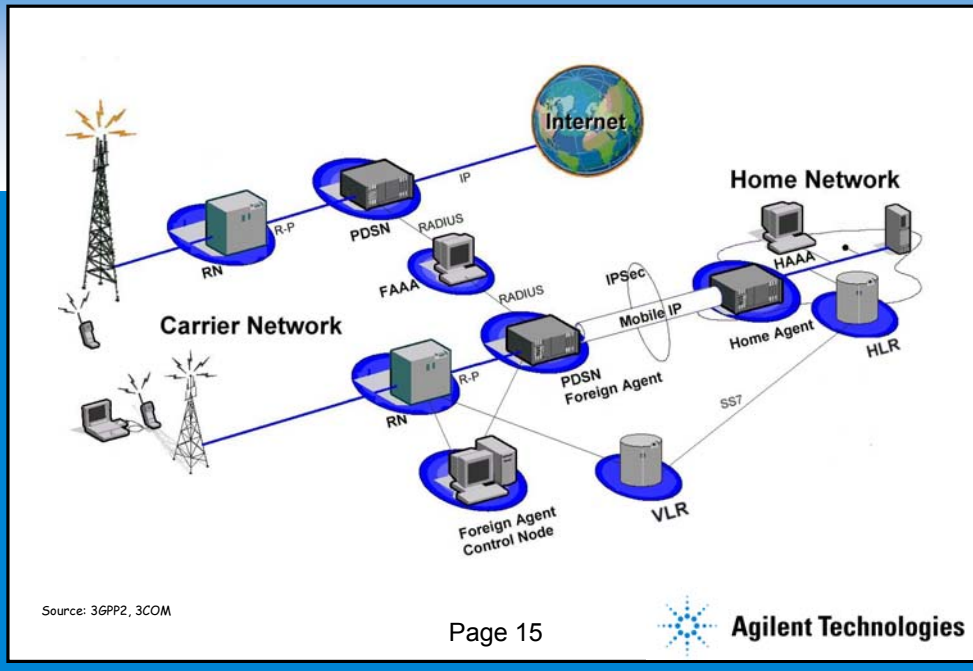 Internet
IP
PDSN
R-P
RN
RADIUS
FAAA
RADIUS
Home Network
HAAA
IPSec
Mobile IP
Home Agent
HLR
Carrier Network
R-P
RN
PDSN
Foreign Agent
SS7
VLR
Foreign Agent
Control Node
Source: 3GPP2, 3COM
Page 15
Agilent Technologies